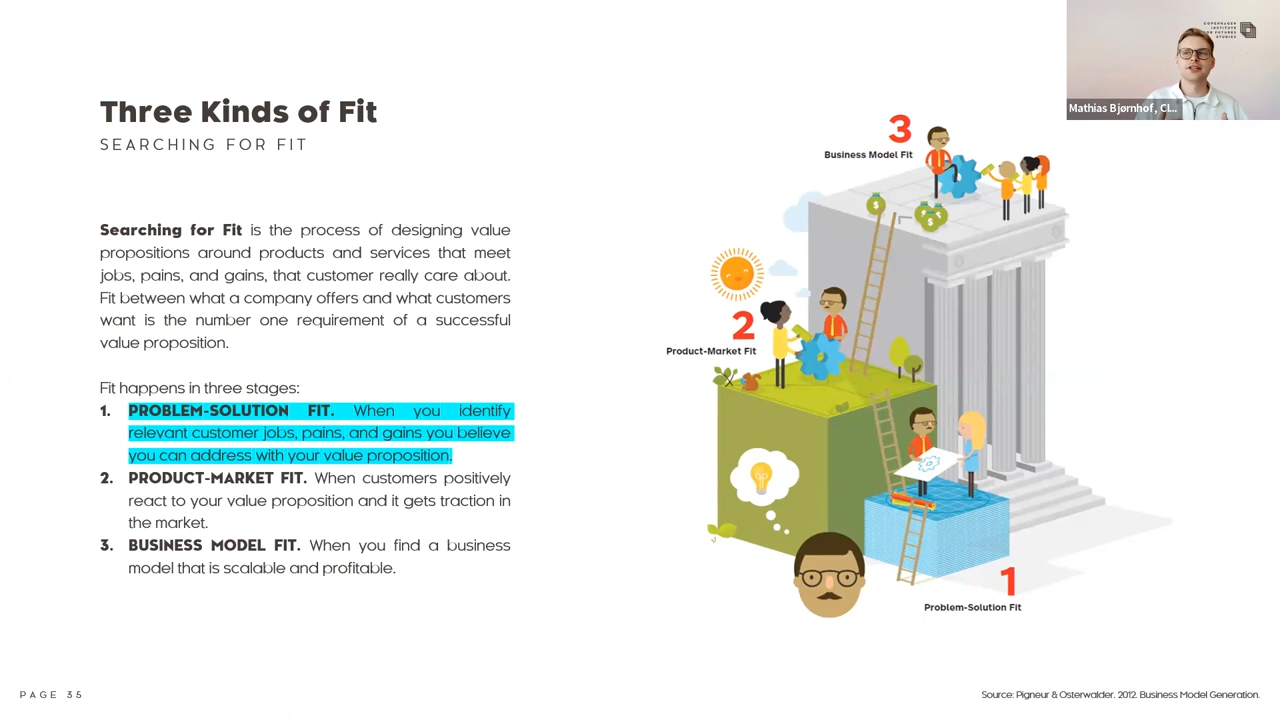 COPENHAGEN
INSTITUTE
FOR FUTURES
STUDIES
Mathias Bjørnhof, CI...
Three Kinds of Fit
SEARCHING FOR FIT
Searching for Fit is the process of designing value
propositions around products and services that meet
jobs, pains, and gains, that customer really care about.
Fit between what a company offers and what customers
want is the number one requirement of a successful
value proposition.
Fit happens in three stages:
1. PROBLEM-SOLUTION FIT. When you identify
relevant customer jobs, pains, and gains you believe
you can address with your value proposition.
2. PRODUCT-MARKET FIT. When customers positively
react to your value proposition and it gets traction in
the market.
3. BUSINESS MODEL FIT. When you find a business
model that is scalable and profitable.
3
Business Model Fit
$
$
2
Product-Market Fit
1
Problem-Solution Fit
PAGE 35
Source: Pigneur & Osterwalder. 2012. Business Model Generation.